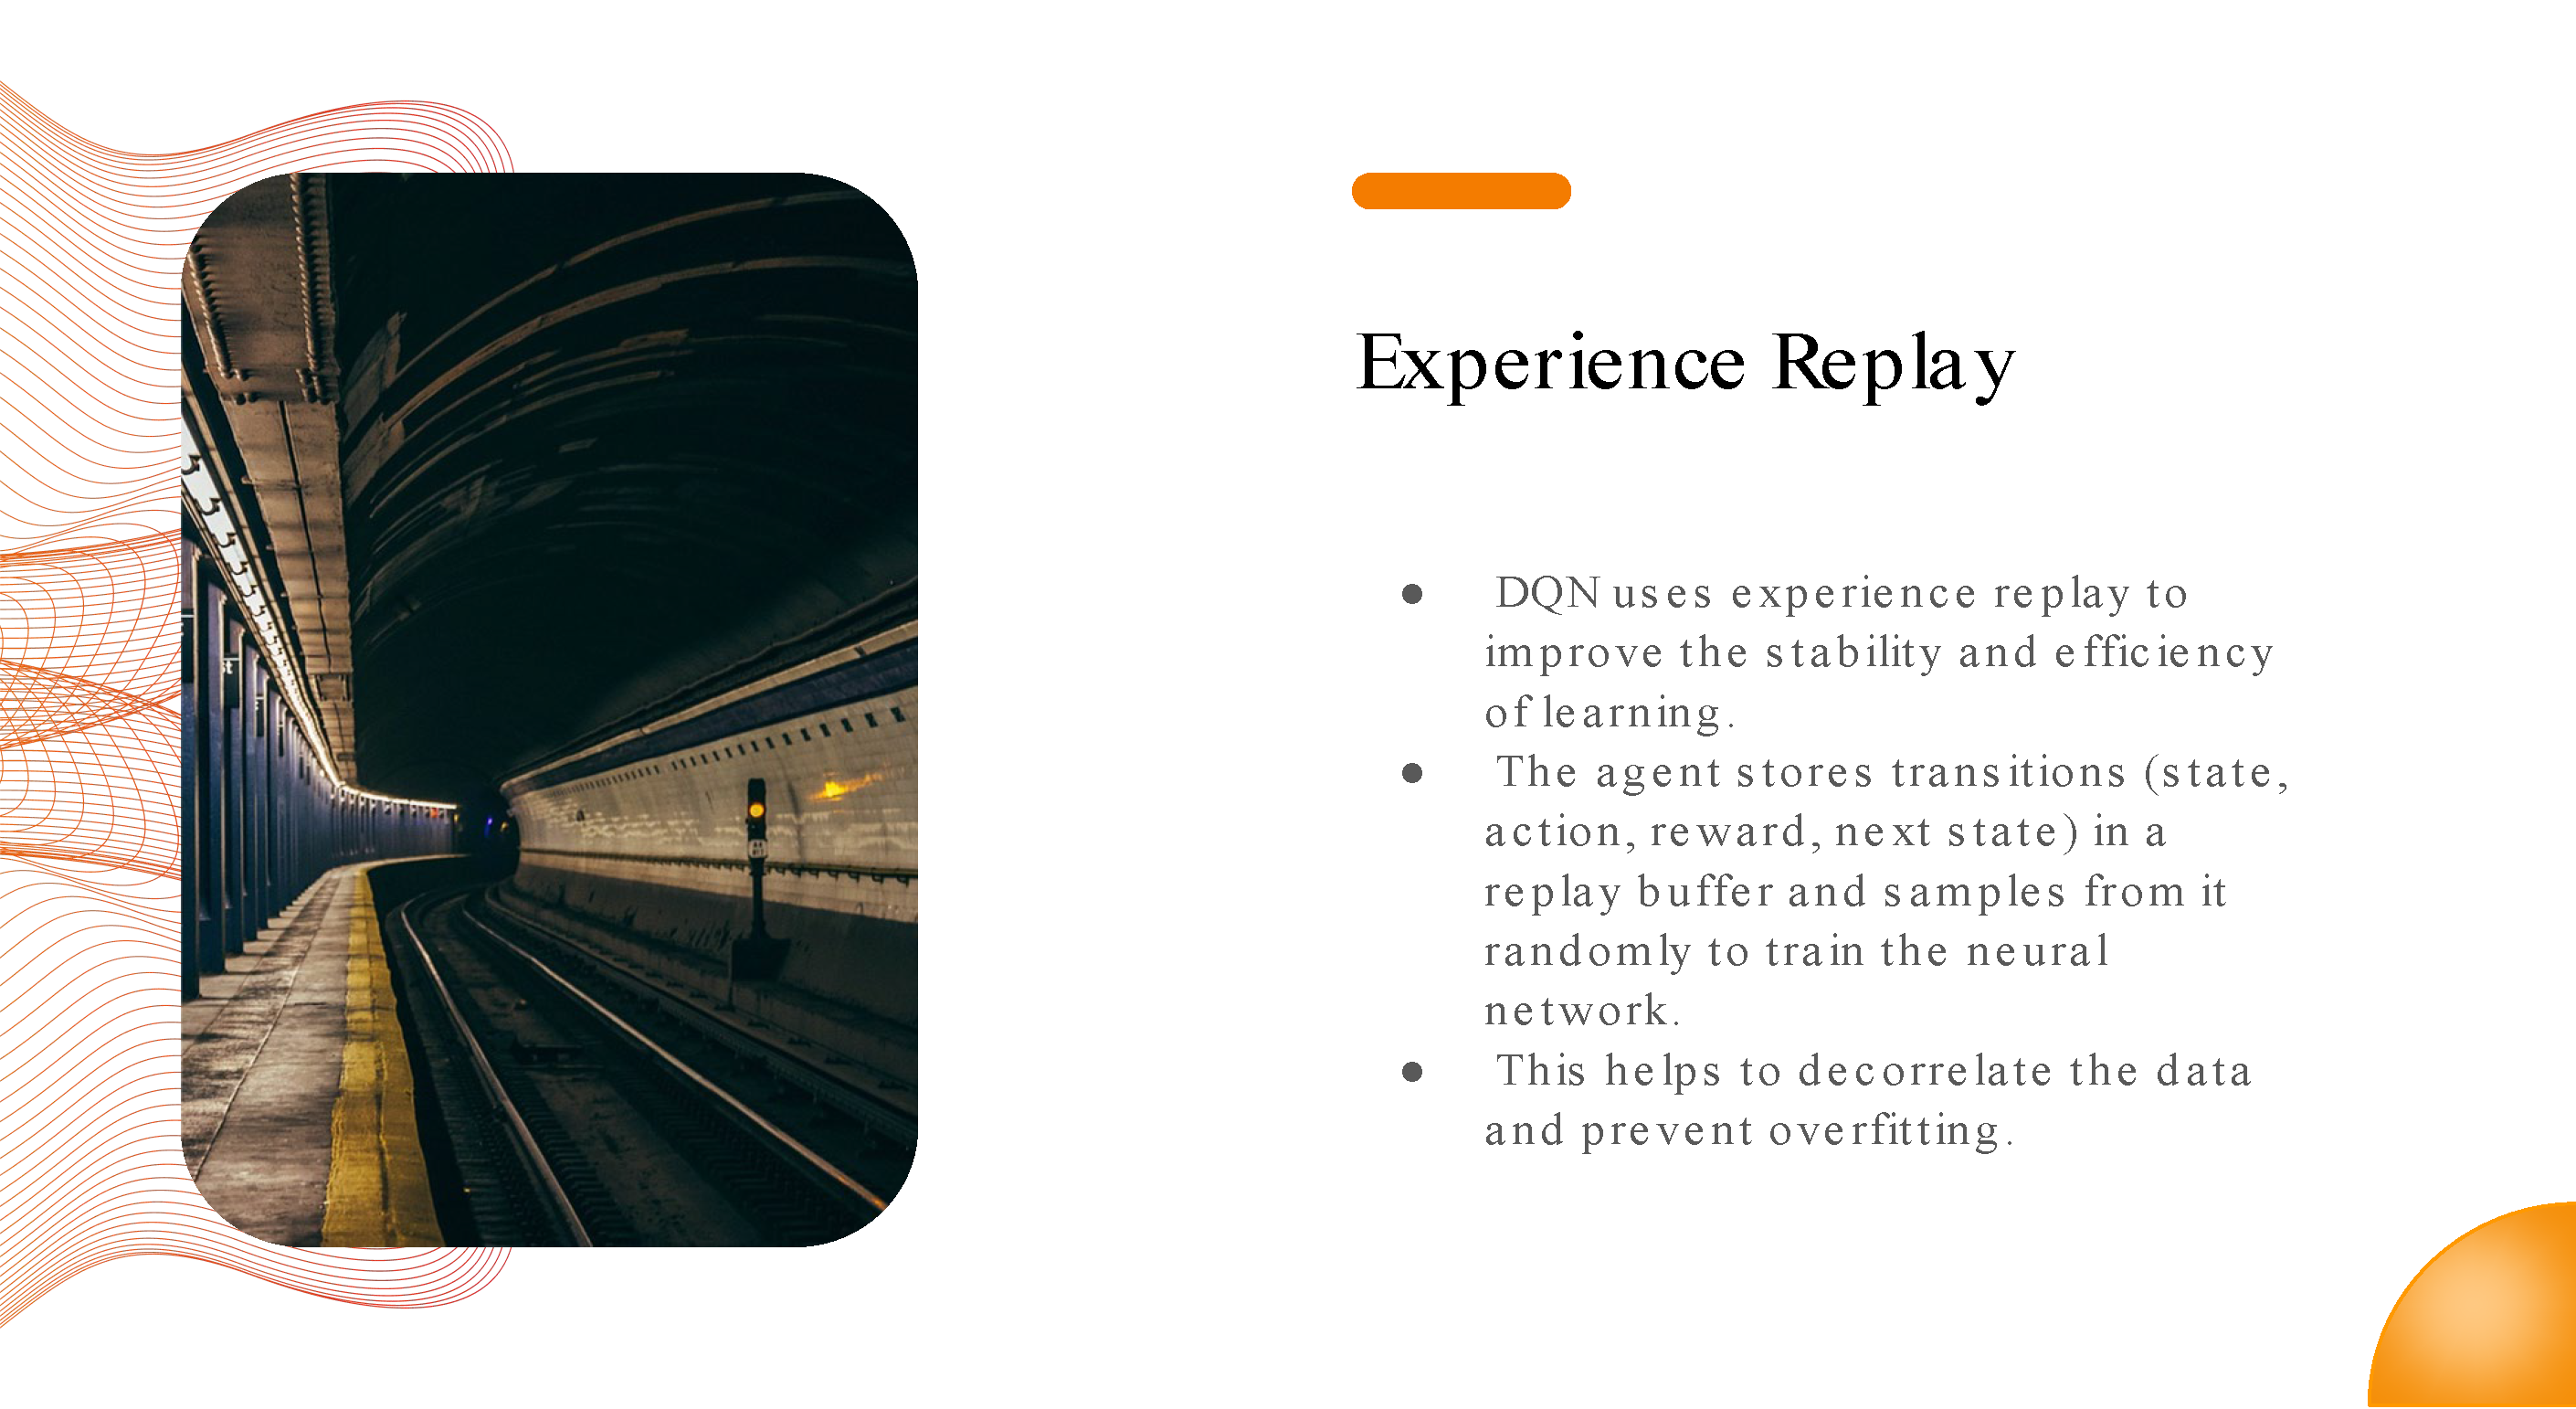 Experience Replay
● DQN uses experience replay to
improve the stability and efficiency
of learning.
● The agent stores transitions (state,
action, reward, next state) in a
replay buffer and samples from it
randomly to train the neural
network.
● This helps to decorrelate the data
and prevent overfitting.